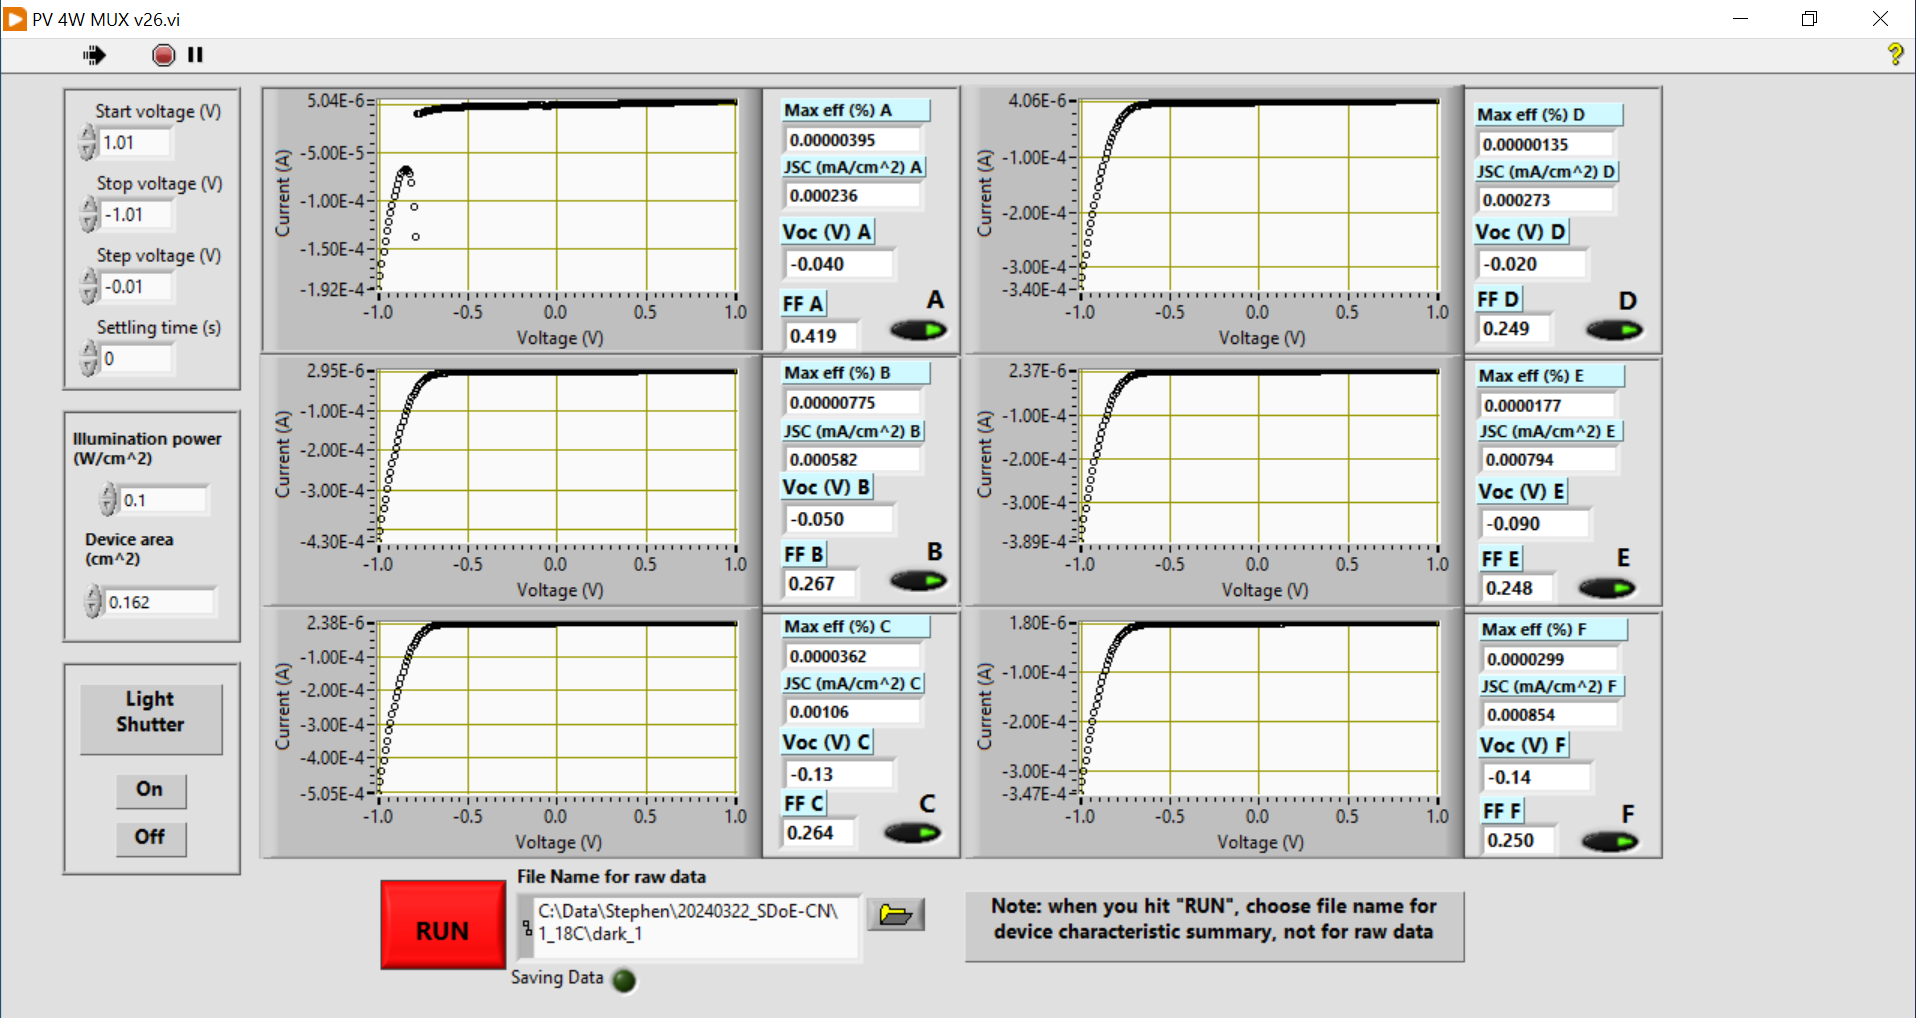 PV 4W MUX v26.vi
?
Start voltage (V)
1.01
Stop voltage (V)
-1.01
Step voltage (V)
-0.01
Settling time (s)
0
Illumination power
(W/cm^2)
0.1
Device area
(cm^2)
0.162
Light
Shutter
On
Off
Current (A)
5.04E-6
-5.00E-5
-1.00E-4
-1.50E-4
-1.92E-4
-1.0 -0.5 0.0 0.5 1.0
Voltage (V)
Max eff (%) A
0.00000395
JSC (mA/cm^2) A
0.000236
Voc (V) A
-0.040
FF A
0.419
A
Current (A)
4.06E-6
-1.00E-4
-2.00E-4
-3.00E-4
-3.40E-4
-1.0 -0.5 0.0 0.5 1.0
Voltage (V)
Max eff (%) D
0.00000135
JSC (mA/cm^2) D
0.000273
Voc (V) D
-0.020
FF D
0.249
D
Current (A)
2.95E-6
-1.00E-4
-2.00E-4
-3.00E-4
-4.30E-4
-1.0 -0.5 0.0 0.5 1.0
Voltage (V)
Max eff (%) B
0.00000775
JSC (mA/cm^2) B
0.000582
Voc (V) B
-0.050
FF B
0.267
B
Current (A)
2.37E-6
-1.00E-4
-2.00E-4
-3.00E-4
-3.89E-4
-1.0 -0.5 0.0 0.5 1.0
Voltage (V)
Max eff (%) E
0.0000177
JSC (mA/cm^2) E
0.000794
Voc (V) E
-0.090
FF E
0.248
E
Current (A)
2.38E-6
-1.00E-4
-2.00E-4
-3.00E-4
-4.00E-4
-5.05E-4
-1.0 -0.5 0.0 0.5 1.0
Voltage (V)
Max eff (%) C
0.0000362
JSC (mA/cm^2) C
0.00106
Voc (V) C
-0.13
FF C
0.264
C
Current (A)
1.80E-6
-1.00E-4
-2.00E-4
-3.00E-4
-3.47E-4
-1.0 -0.5 0.0 0.5 1.0
Voltage (V)
Max eff (%) F
0.0000299
JSC (mA/cm^2) F
0.000854
Voc (V) F
-0.14
FF F
0.250
F
RUN
File Name for raw data
C:\Data\Stephen\20240322_SDoE-CN\
1_18C\dark_1
Saving Data
Note: when you hit "RUN", choose file name for
device characteristic summary, not for raw data